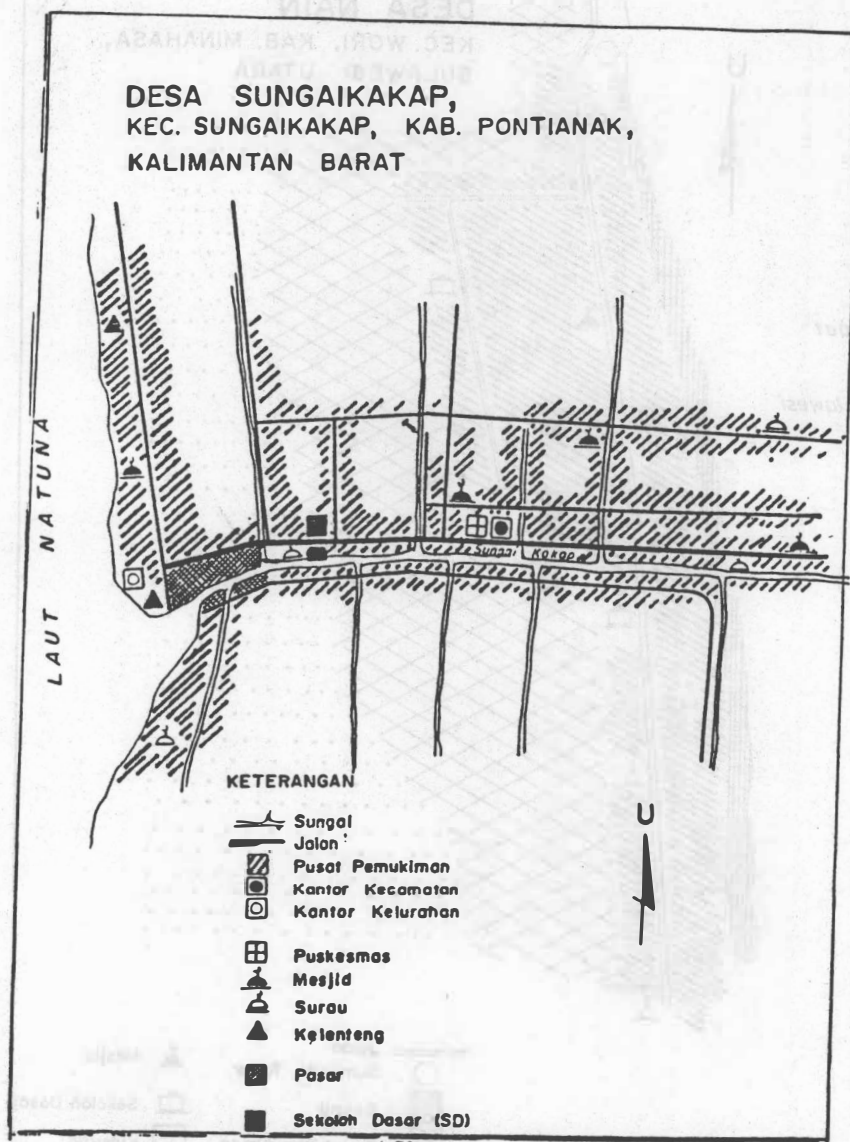 DESA SUNGAIKAKAP,
KEC. SUNGAIKAKAP, KAB. PONTIANAK,
KALIMANTAN BARAT
LAUT NATUNA
Sungai Kakap
KETERANGAN
Sungai
Jalan
Pusat Pemukiman
Kantor Kecamatan
Kantor Kelurahan
Puskesmas
Mesjid
Surau
Kelenteng
Pasar
Sekolah Dasar (SD)
U